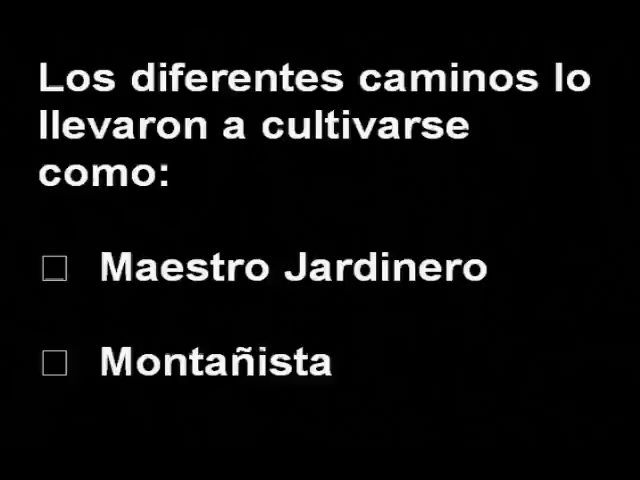 Los diferentes caminos lo
llevaron a cultivarse
como:
☐ Maestro Jardinero
☐ Montañista